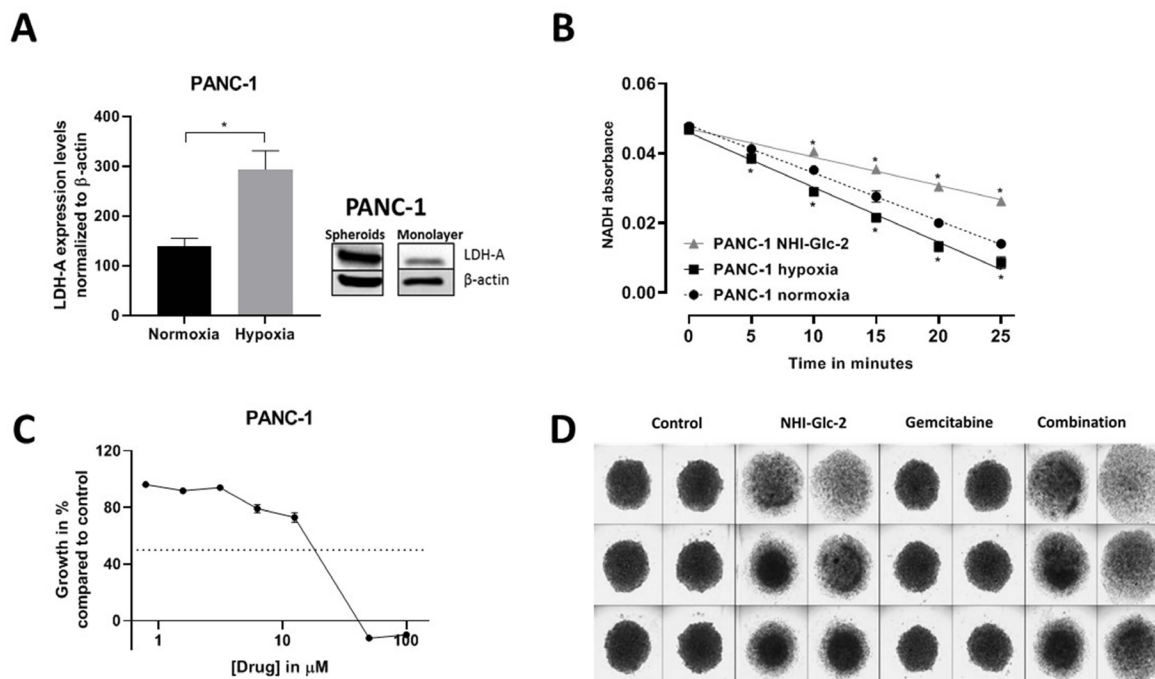 A
PANC-1
LDH-A expression levels
normalized to β-actin
400
300
200
100
0
Normoxia
Hypoxia
*
PANC-1
Spheroids
Monolayer
LDH-A
β-actin
B
NADH absorbance
0.06
0.04
0.02
0.00
*
*
*
*
*
*
*
*
*
PANC-1 NHI-Glc-2
PANC-1 hypoxia
PANC-1 normoxia
0
5
10
15
20
25
Time in minutes
C
PANC-1
Growth in %
compared to control
120
80
40
0
1
10
100
[Drug] in μM
D
Control
NHI-Glc-2
Gemcitabine
Combination